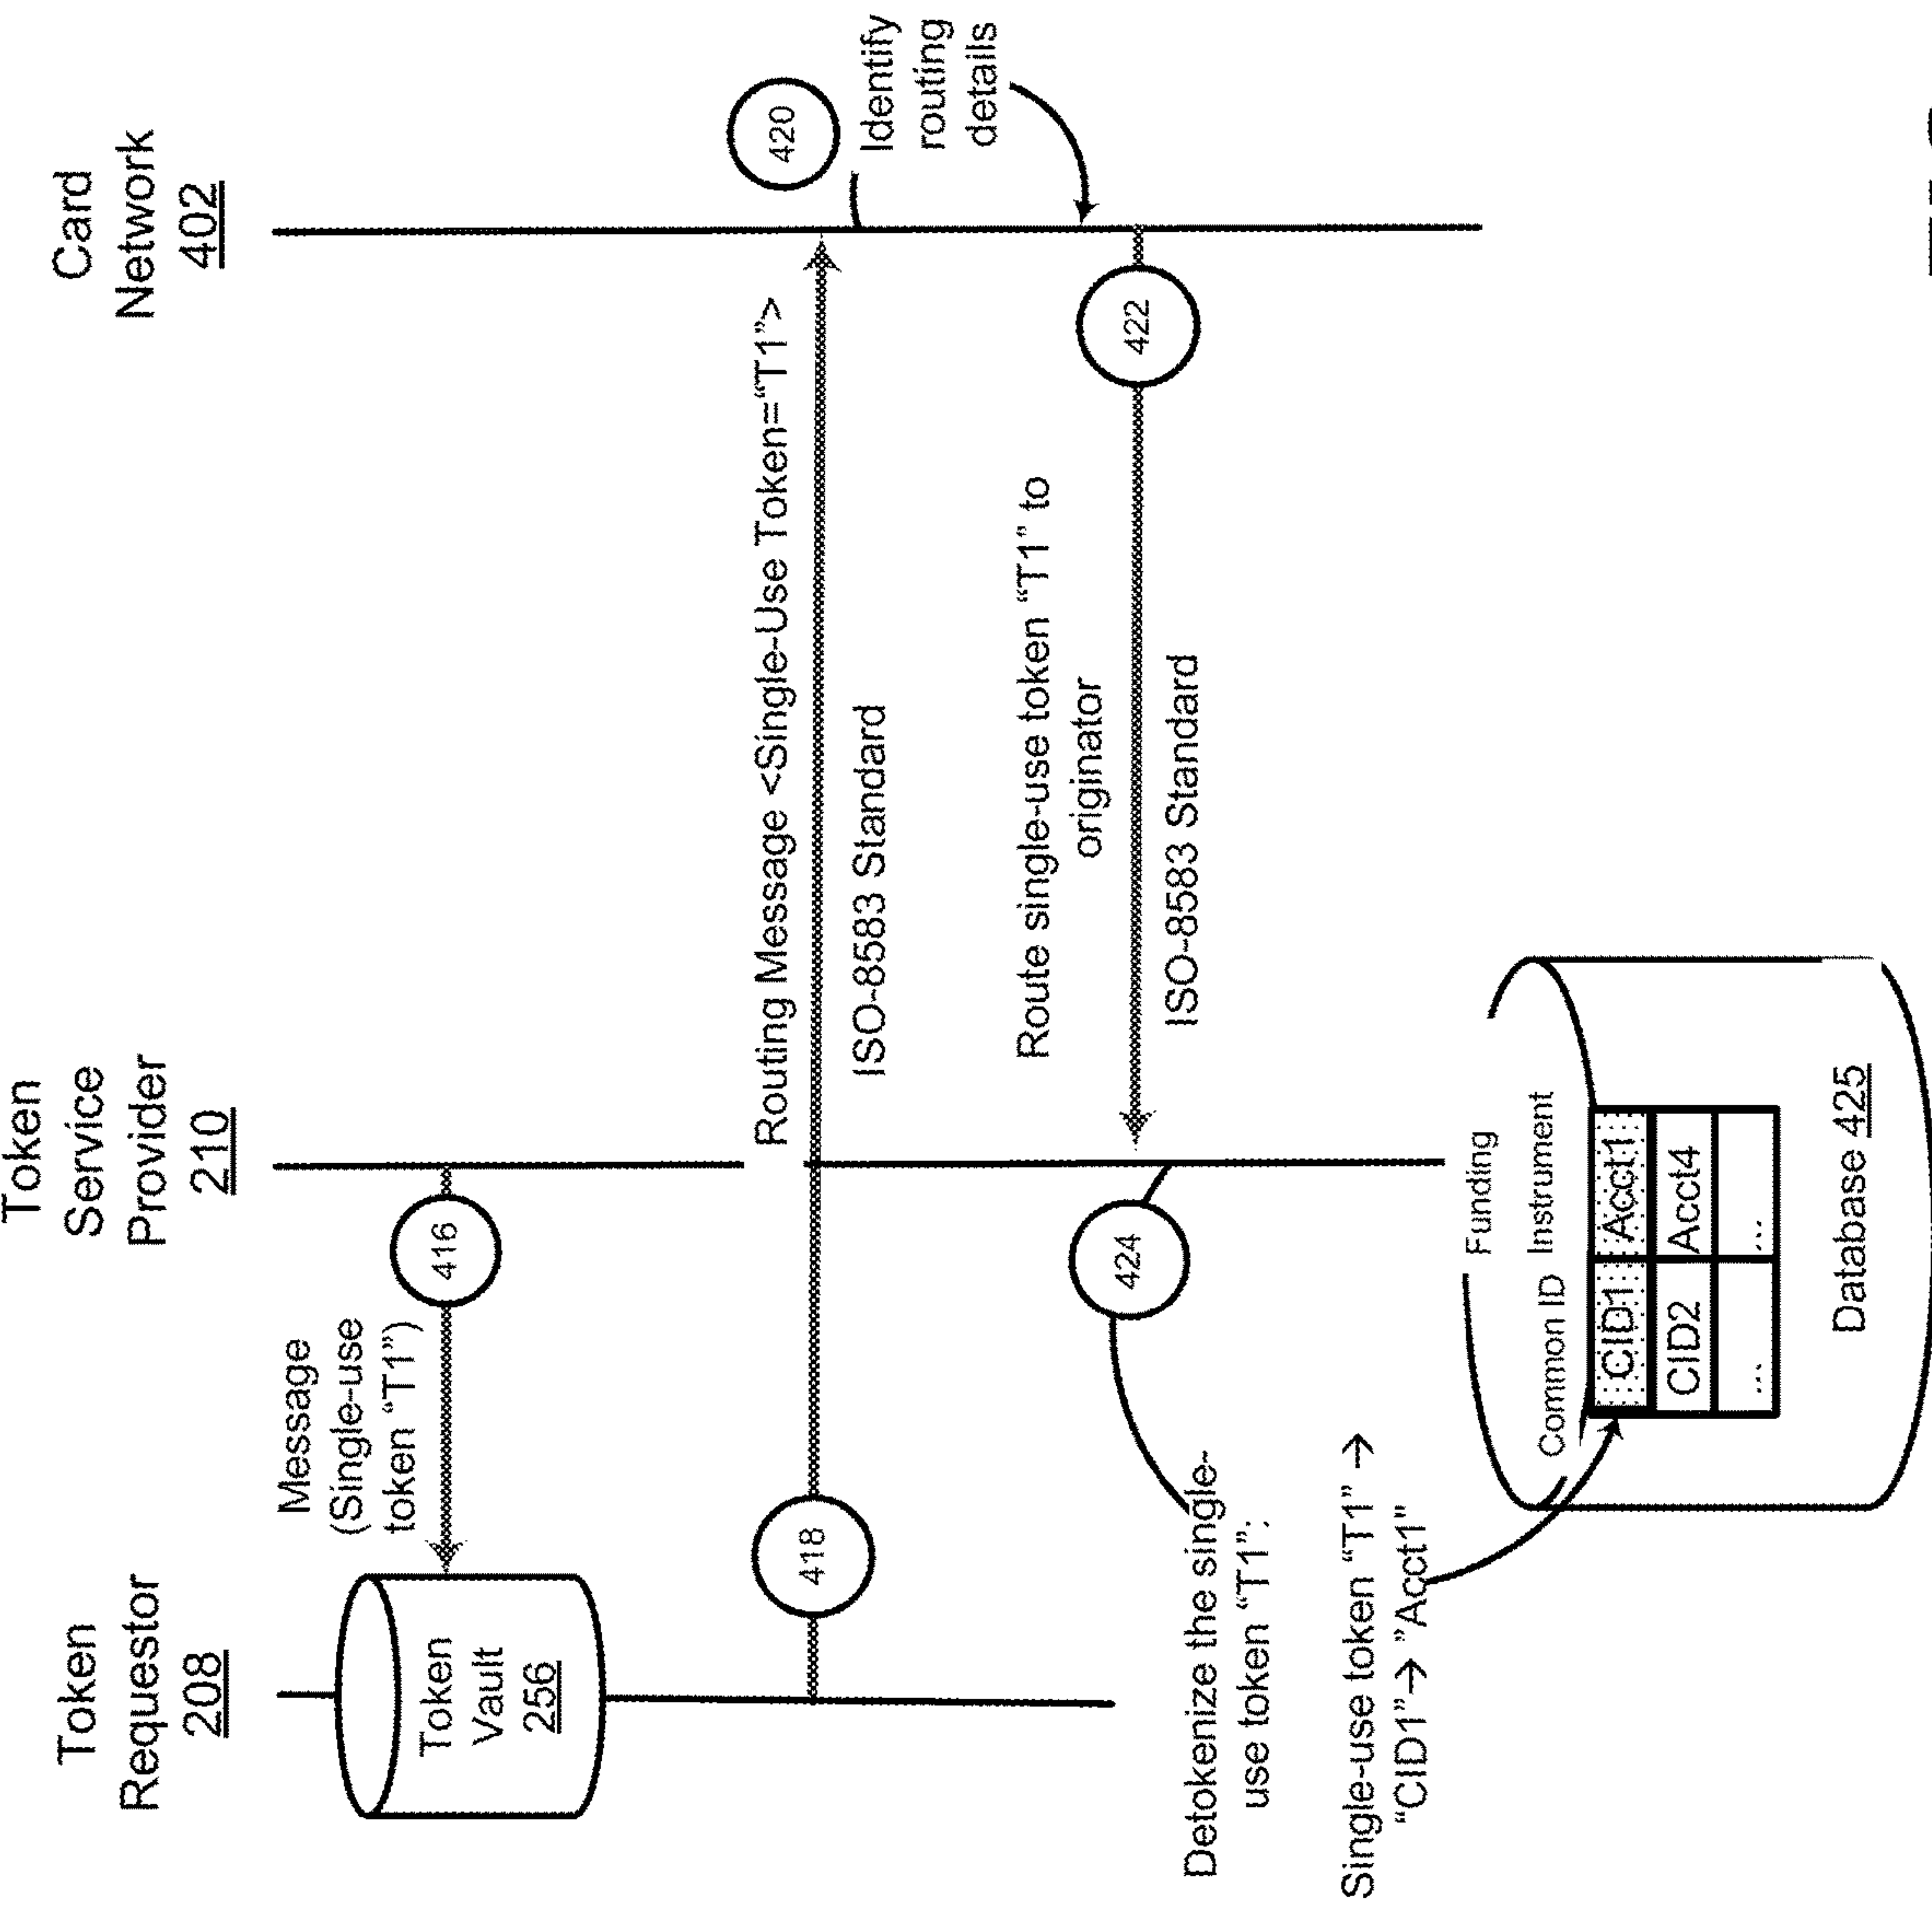 Token
Requestor
208
Token
Service
Provider
210
Card
Network
402
Message
(Single-use
token “T1”)
416
Token
Vault
256
418
Routing Message <Single-Use Token=“T1”>
ISO-8583 Standard
420
Identify
routing
details
422
Route single-use token “T1” to
originator
ISO-8583 Standard
424
Detokenize the single-
use token “T1”:
Single-use token “T1” →
“CID1”→ ”Acct1"
Funding
Common ID Instrument
CID1 Acct1
CID2 Acct4
... ...
Database 425